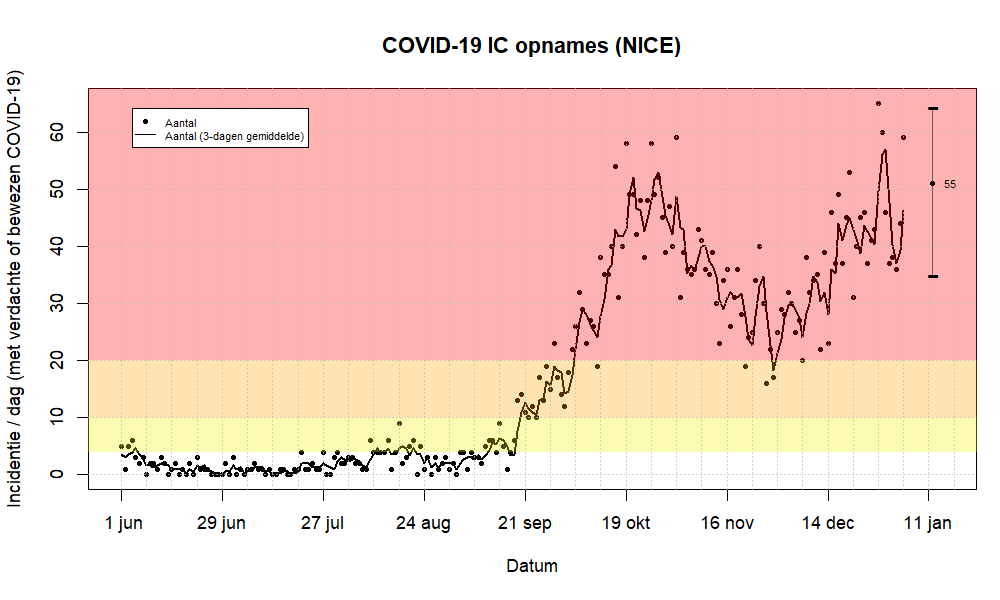 COVID-19 IC opnames (NICE)
Incidentie / dag (met verdachte of bewezen COVID-19)
Aantal
Aantal (3-dagen gemiddelde)
60
50
40
30
20
10
0
55
1 jun 29 jun 27 jul 24 aug 21 sep 19 okt 16 nov 14 dec 11 jan
Datum